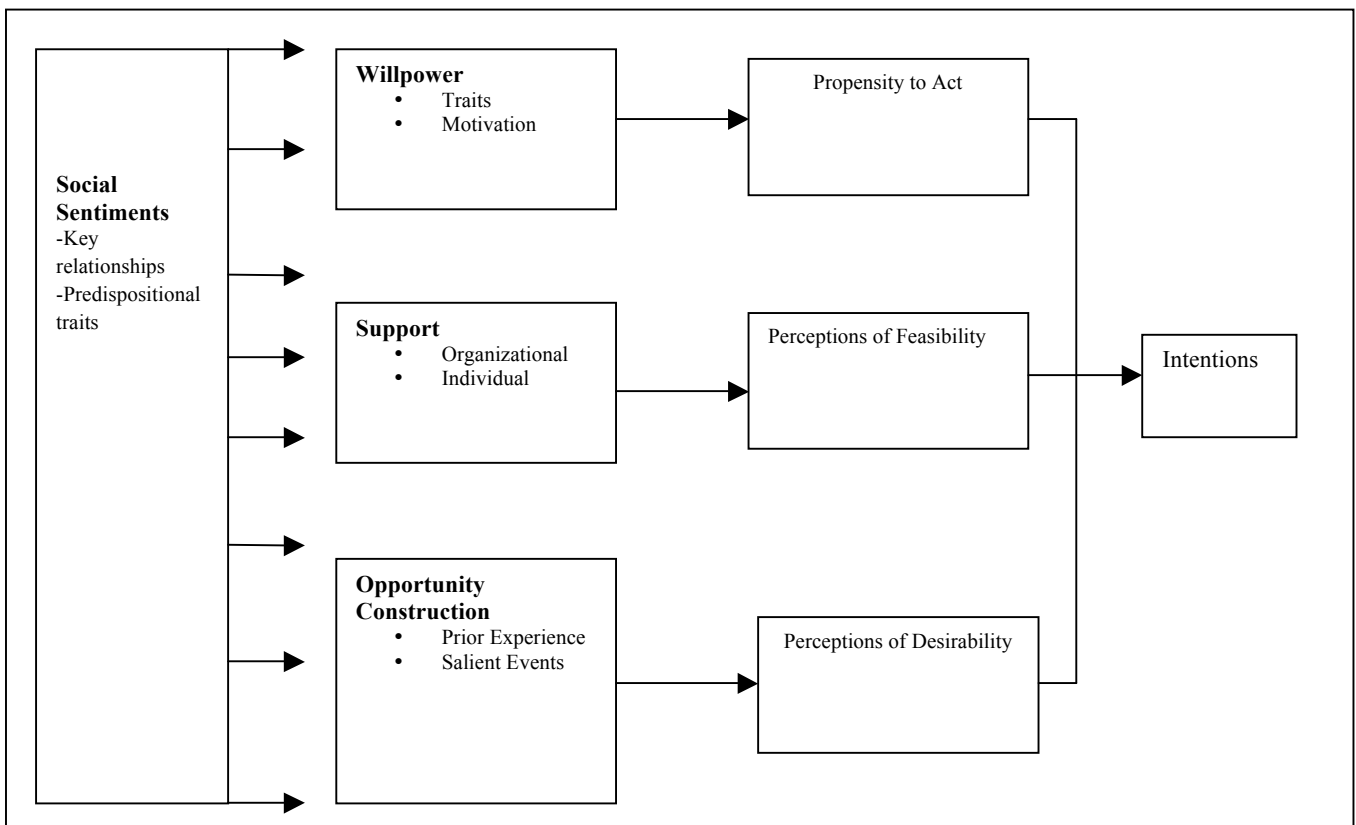 Social
Sentiments
-Key
relationships
-Predispositional
traits
Willpower
• Traits
• Motivation
Propensity to Act
Support
• Organizational
• Individual
Perceptions of Feasibility
Intentions
Opportunity
Construction
• Prior Experience
• Salient Events
Perceptions of Desirability